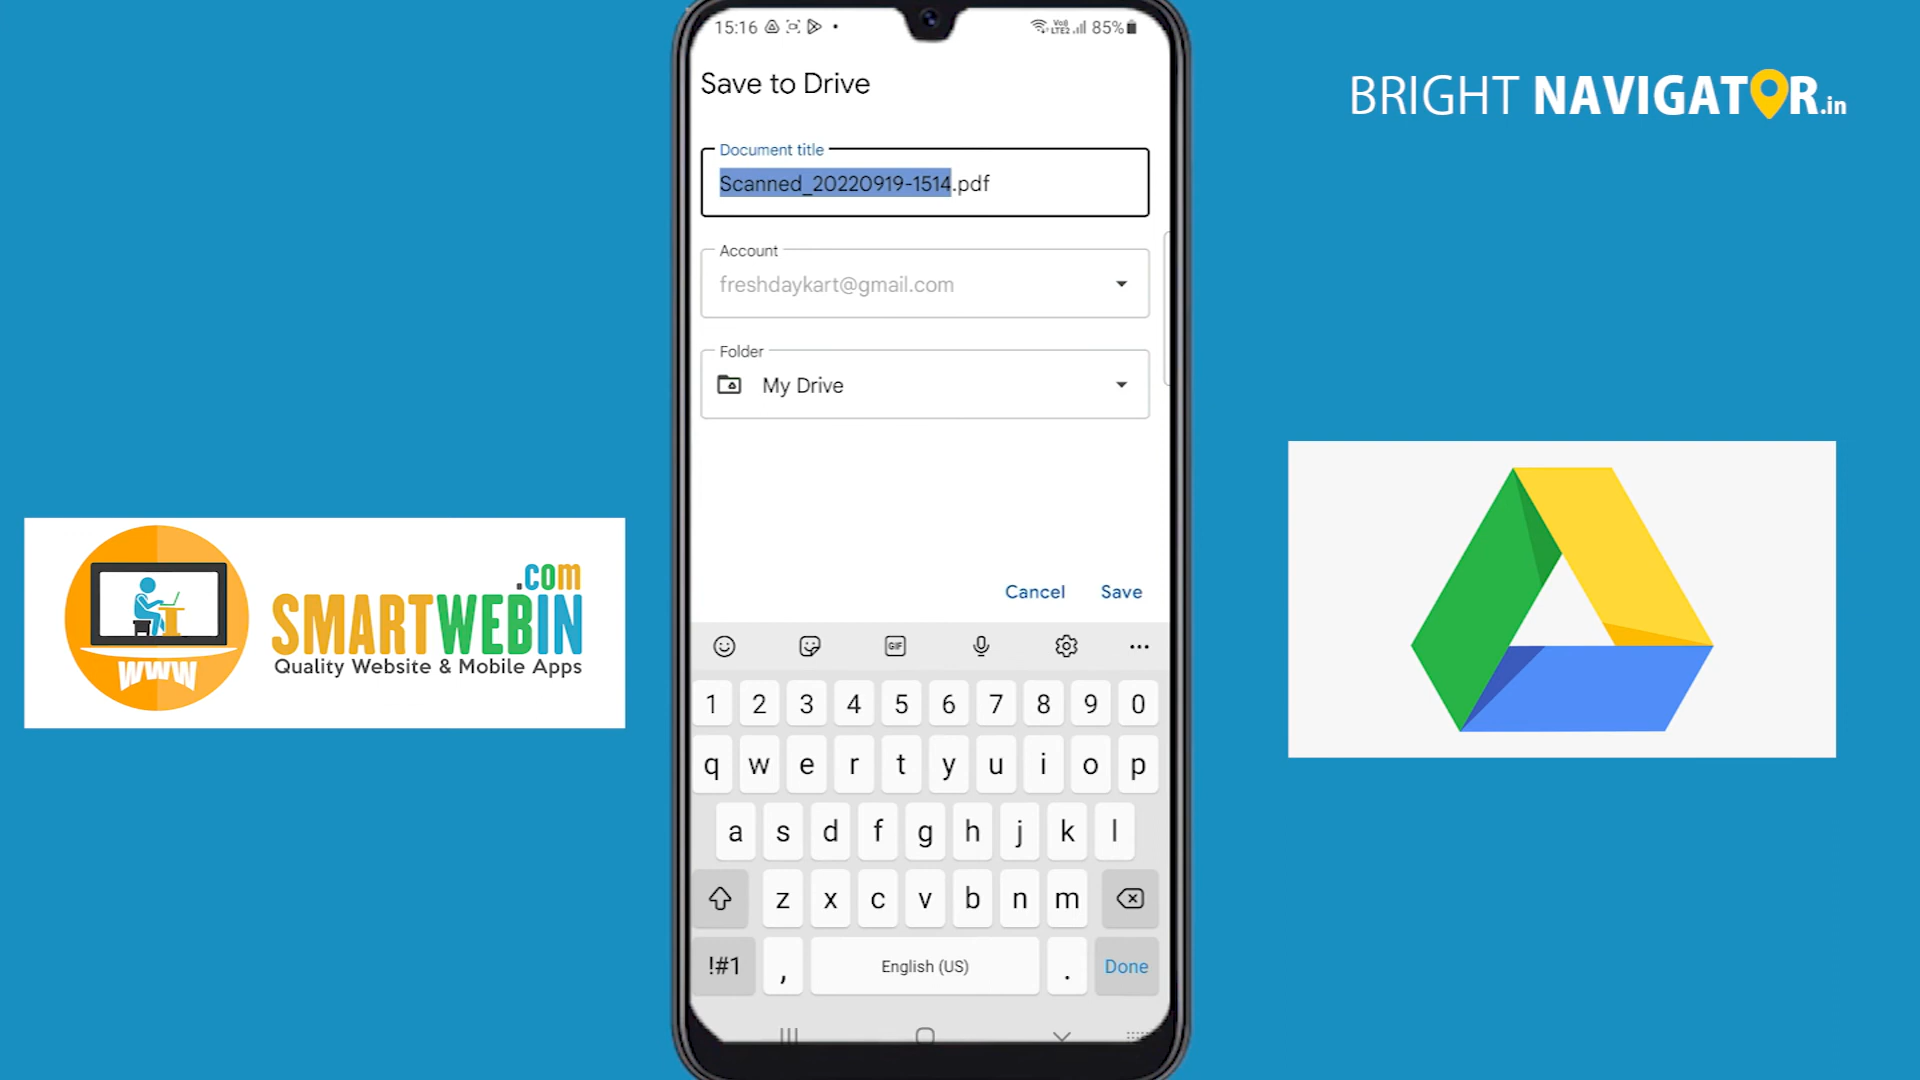 15:16
VoI) LTE2 85%
Save to Drive
Document title
Scanned_20220919-1514.pdf
Account
freshdaykart@gmail.com
Folder
My Drive
Cancel Save
GIF
1 2 3 4 5 6 7 8 9 0
q w e r t y u i o p
a s d f g h j k l
z x c v b n m
!#1 , English (US) . Done
BRIGHT NAVIGATOR.in
.com
SMARTWEBIN
Quality Website & Mobile Apps
WWW